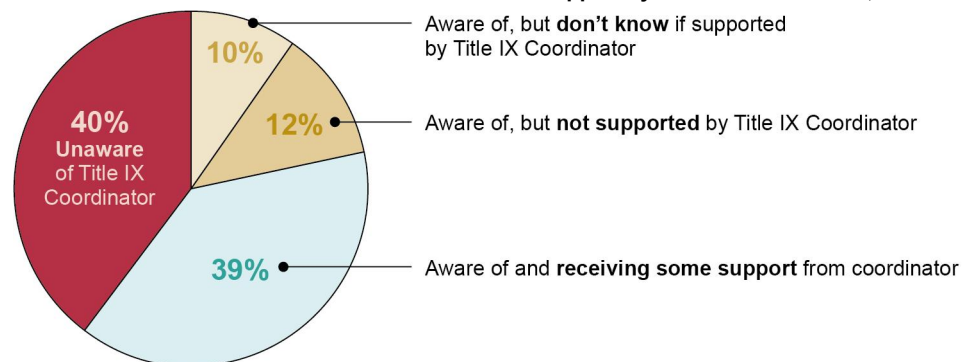 Aware of, but don't know if supported
by Title IX Coordinator
10%
12%
Aware of, but not supported by Title IX Coordinator
40%
Unaware
of Title IX
Coordinator
39%
Aware of and receiving some support from coordinator